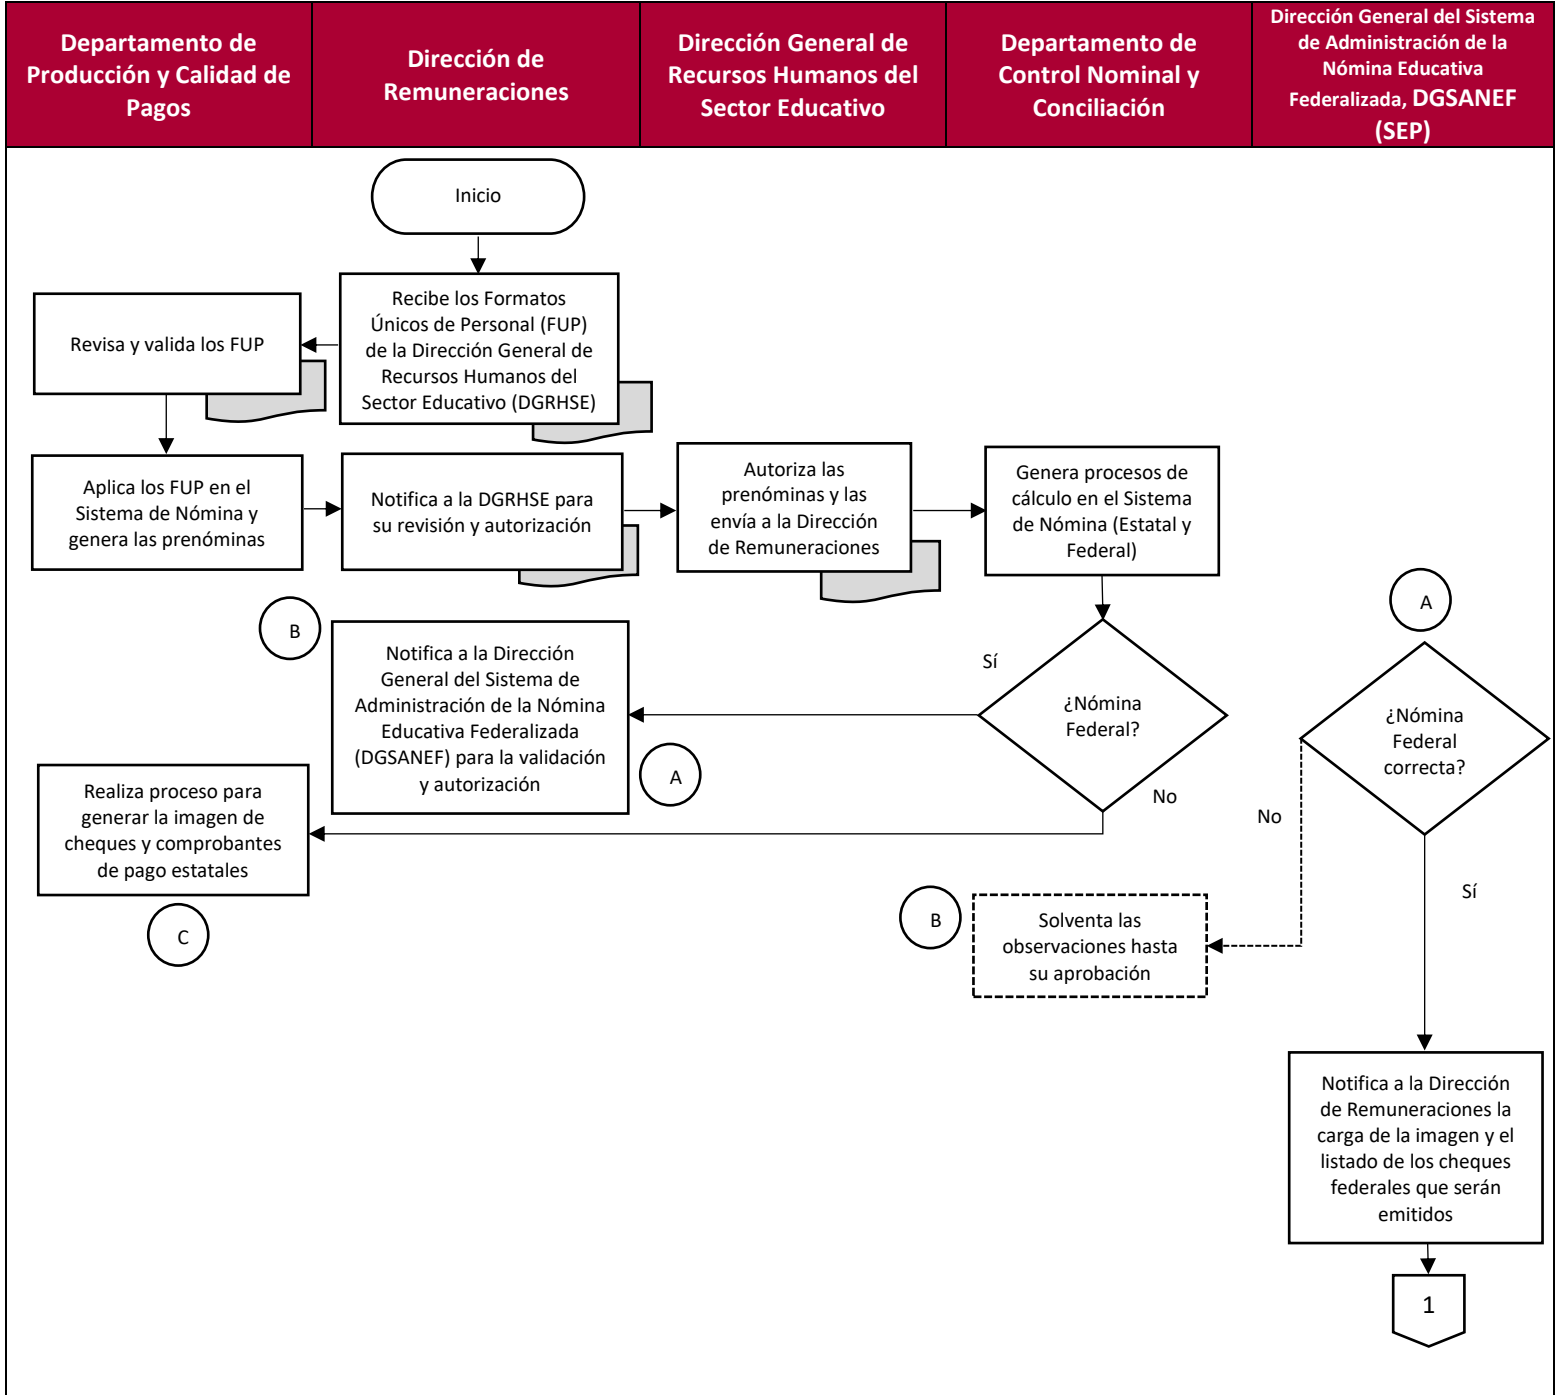 Departamento de
Producción y Calidad de
Pagos
Dirección de
Remuneraciones
Dirección General de
Recursos Humanos del
Sector Educativo
Departamento de
Control Nominal y
Conciliación
Dirección General del Sistema
de Administración de la
Nómina Educativa
Federalizada, DGSANEF
(SEP)
Inicio
Recibe los Formatos
Únicos de Personal (FUP)
de la Dirección General de
Recursos Humanos del
Sector Educativo (DGRHSE)
Revisa y valida los FUP
Aplica los FUP en el
Sistema de Nómina y
genera las prenóminas
Notifica a la DGRHSE para
su revisión y autorización
Autoriza las
prenóminas y las
envía a la Dirección
de Remuneraciones
Genera procesos de
cálculo en el Sistema
de Nómina (Estatal y
Federal)
A
B
Notifica a la Dirección
General del Sistema de
Administración de la Nómina
Educativa Federalizada
(DGSANEF) para la validación
y autorización
A
Sí
¿Nómina
Federal?
No
¿Nómina
Federal
correcta?
No
Sí
Realiza proceso para
generar la imagen de
cheques y comprobantes
de pago estatales
C
B
Solventa las
observaciones hasta
su aprobación
Notifica a la Dirección
de Remuneraciones la
carga de la imagen y el
listado de los cheques
federales que serán
emitidos
1